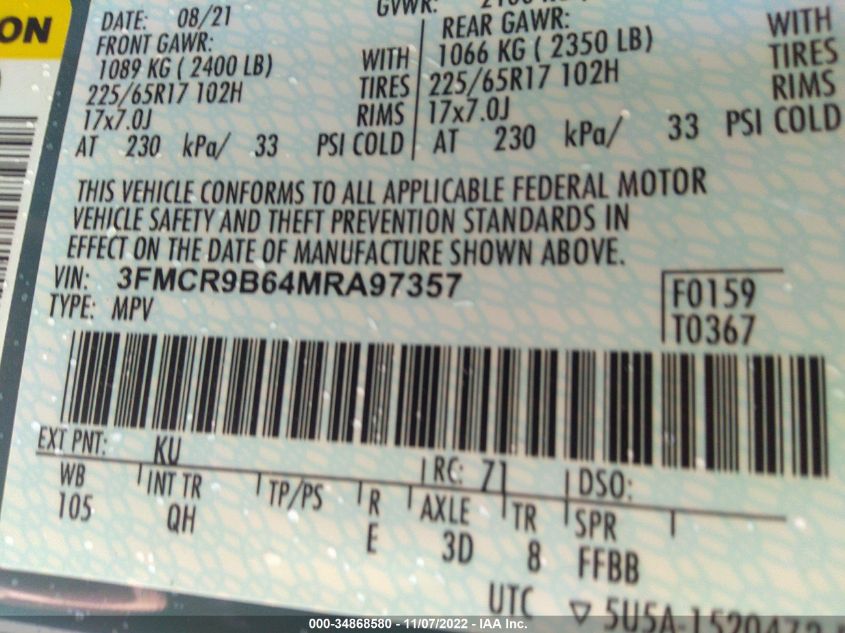 ON
DATE: 08/21
GVWR:
FRONT GAWR:
1089 KG ( 2400 LB)
225/65R17 102H
17x7.0J
AT 230 kPa/ 33
WITH
TIRES
RIMS
PSI COLD
REAR GAWR:
1066 KG ( 2350 LB)
225/65R17 102H
17x7.0J
AT 230 kPa/ 33
WITH
TIRES
RIMS
PSI COLD
THIS VEHICLE CONFORMS TO ALL APPLICABLE FEDERAL MOTOR
VEHICLE SAFETY AND THEFT PREVENTION STANDARDS IN
EFFECT ON THE DATE OF MANUFACTURE SHOWN ABOVE.
VIN: 3FMCR9B64MRA97357
TYPE: MPV
F0159
T0367
EXT PNT: KU
RC: 71
DSO:
WB INT TR TP/PS R AXLE TR SPR
105 QH E 3D 8 FFBB
UTC
000-34868580 - 11/07/2022 - IAA Inc.